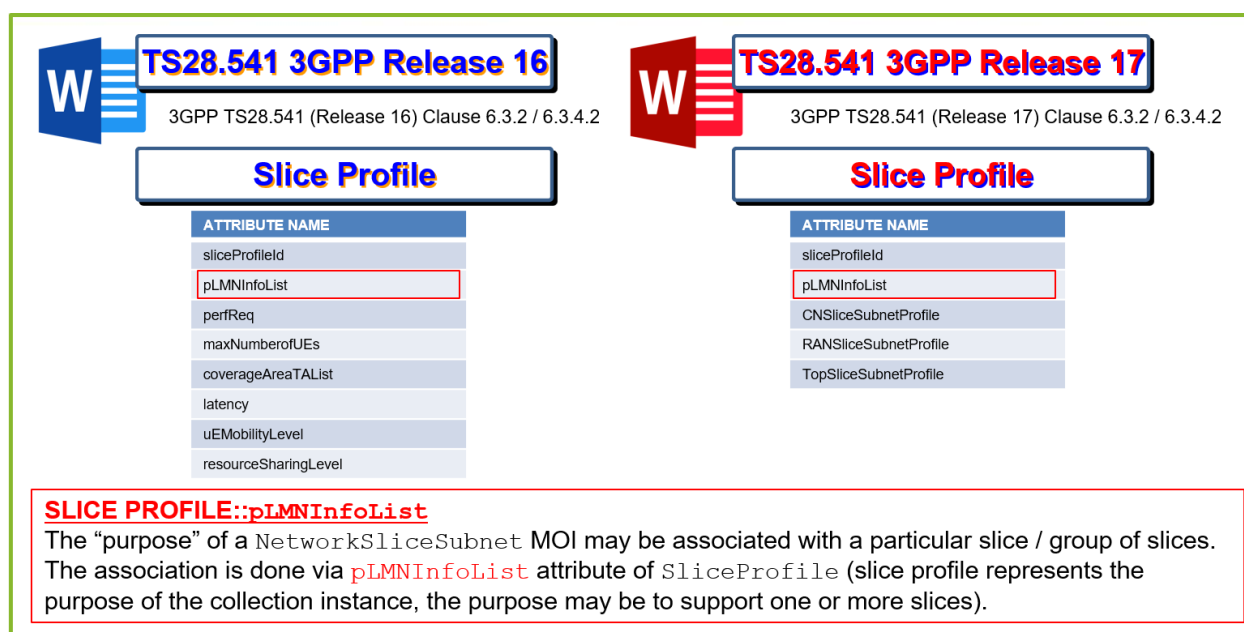 W
TS28.541 3GPP Release 16
3GPP TS28.541 (Release 16) Clause 6.3.2 / 6.3.4.2
Slice Profile
ATTRIBUTE NAME
sliceProfileId
pLMNInfoList
perfReq
maxNumberofUEs
coverageAreaTAList
latency
uEMobilityLevel
resourceSharingLevel
W
TS28.541 3GPP Release 17
3GPP TS28.541 (Release 17) Clause 6.3.2 / 6.3.4.2
Slice Profile
ATTRIBUTE NAME
sliceProfileId
pLMNInfoList
CNSliceSubnetProfile
RANSliceSubnetProfile
TopSliceSubnetProfile
SLICE PROFILE::pLMNInfoList
The “purpose” of a NetworkSliceSubnet MOI may be associated with a particular slice / group of slices.
The association is done via pLMNInfoList attribute of SliceProfile (slice profile represents the
purpose of the collection instance, the purpose may be to support one or more slices).